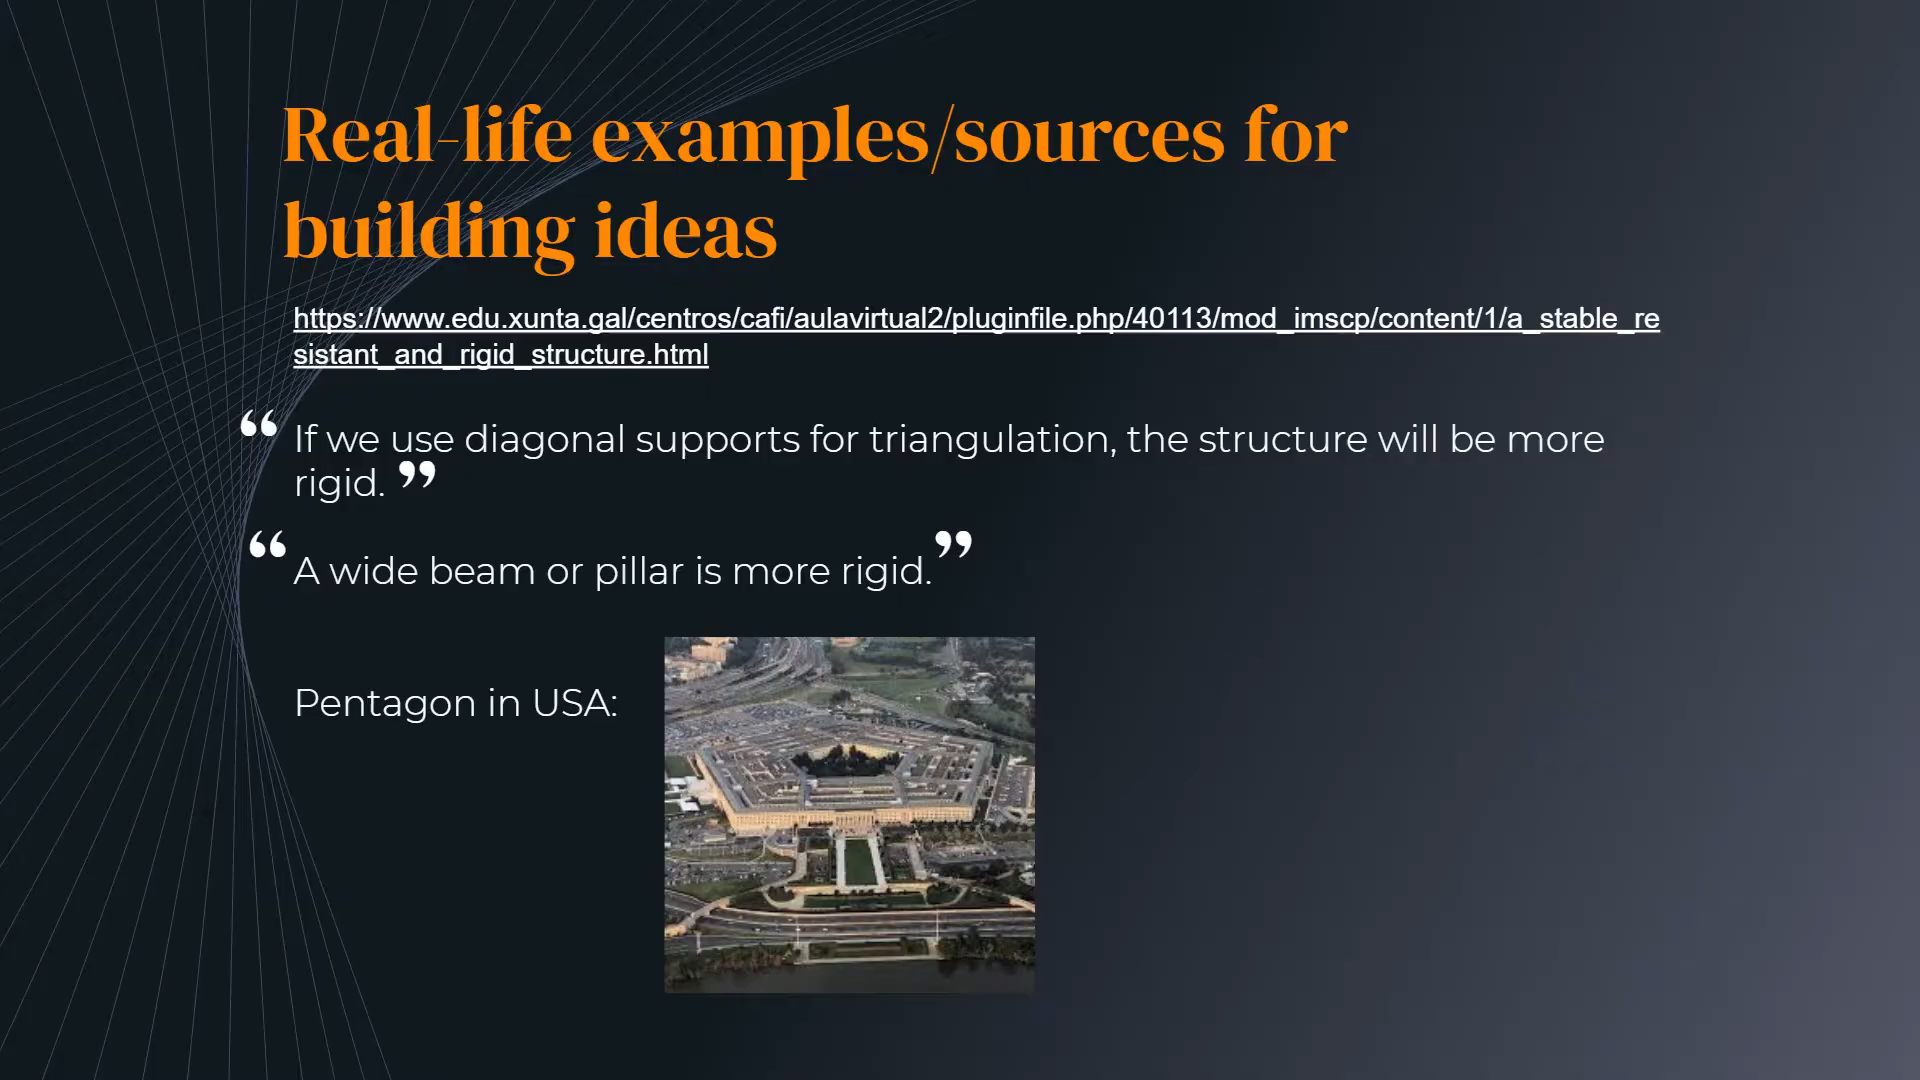 Real-life examples/sources for
building ideas
https://www.edu.xunta.gal/centros/cafi/aulavirtual2/pluginfile.php/40113/mod_imscp/content/1/a_stable_re
sistant_and_rigid_structure.html
“ If we use diagonal supports for triangulation, the structure will be more
rigid. ”
“ A wide beam or pillar is more rigid. ”
Pentagon in USA: